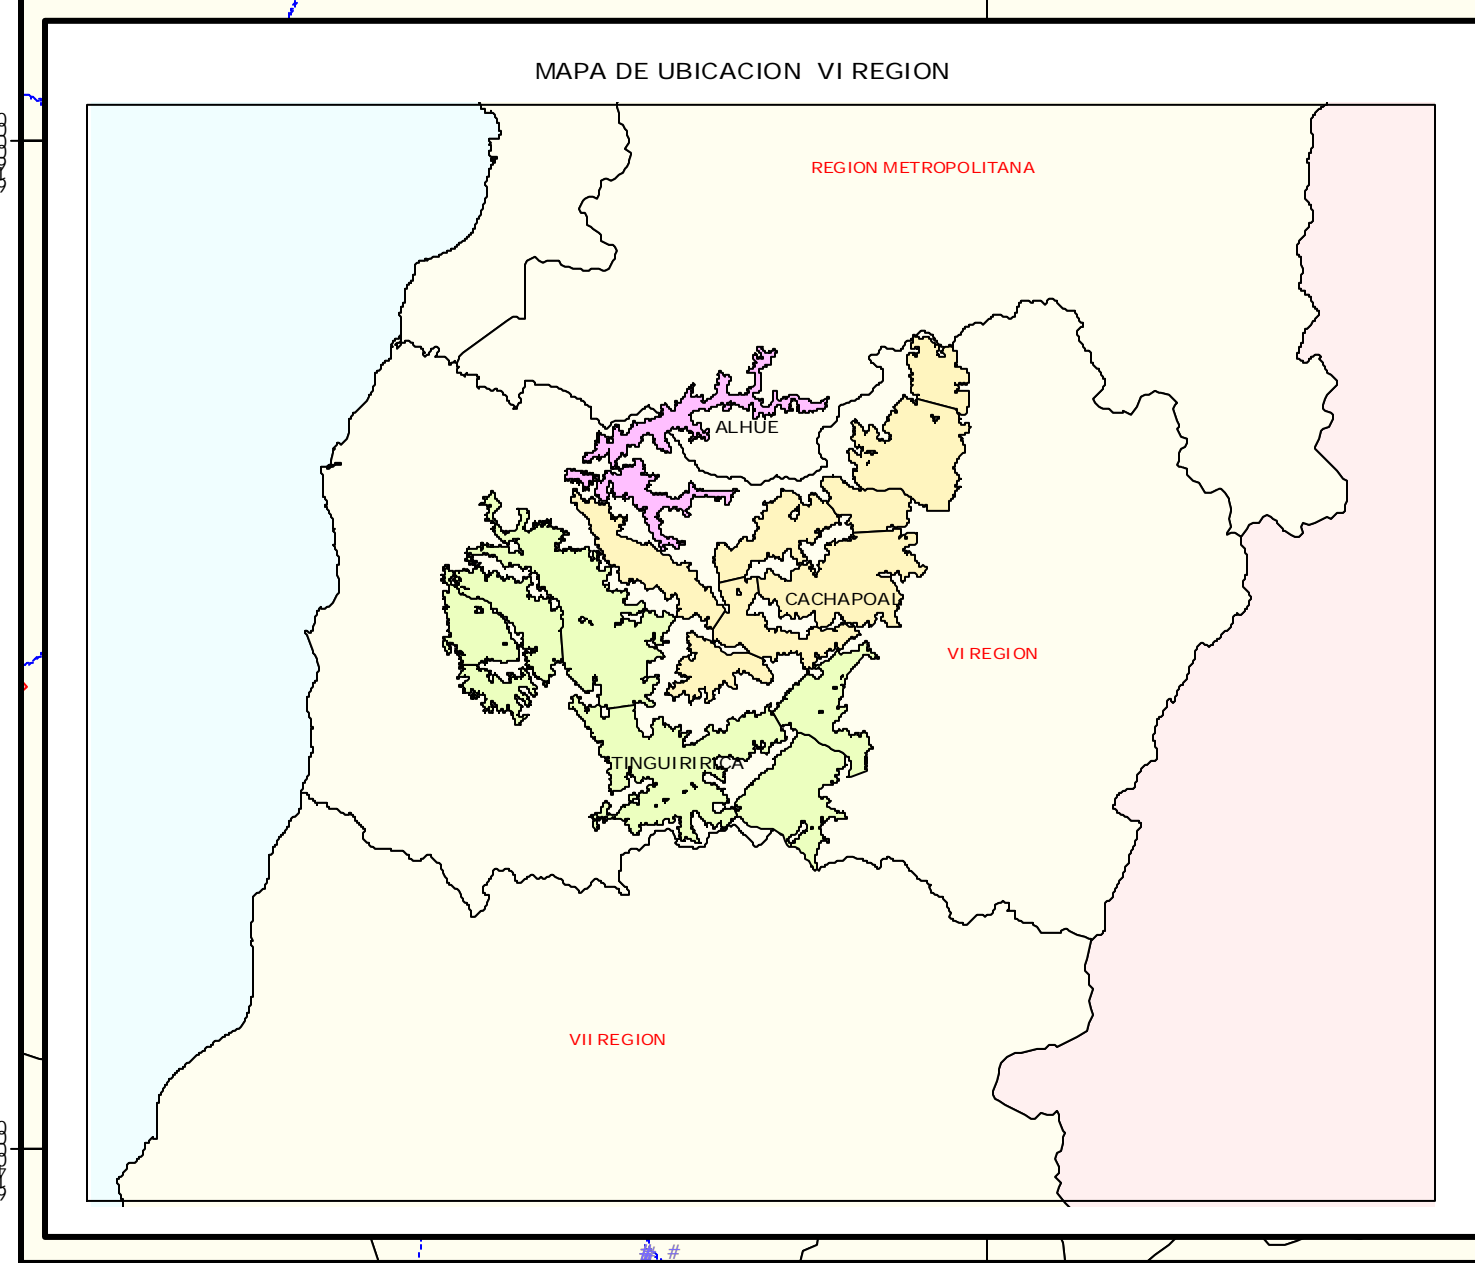 MAPA DE UBICACION VI REGION
REGION METROPOLITANA
ALHUE
CACHAPOAL
VI REGION
TINGUIRIRICA
VII REGION
# #